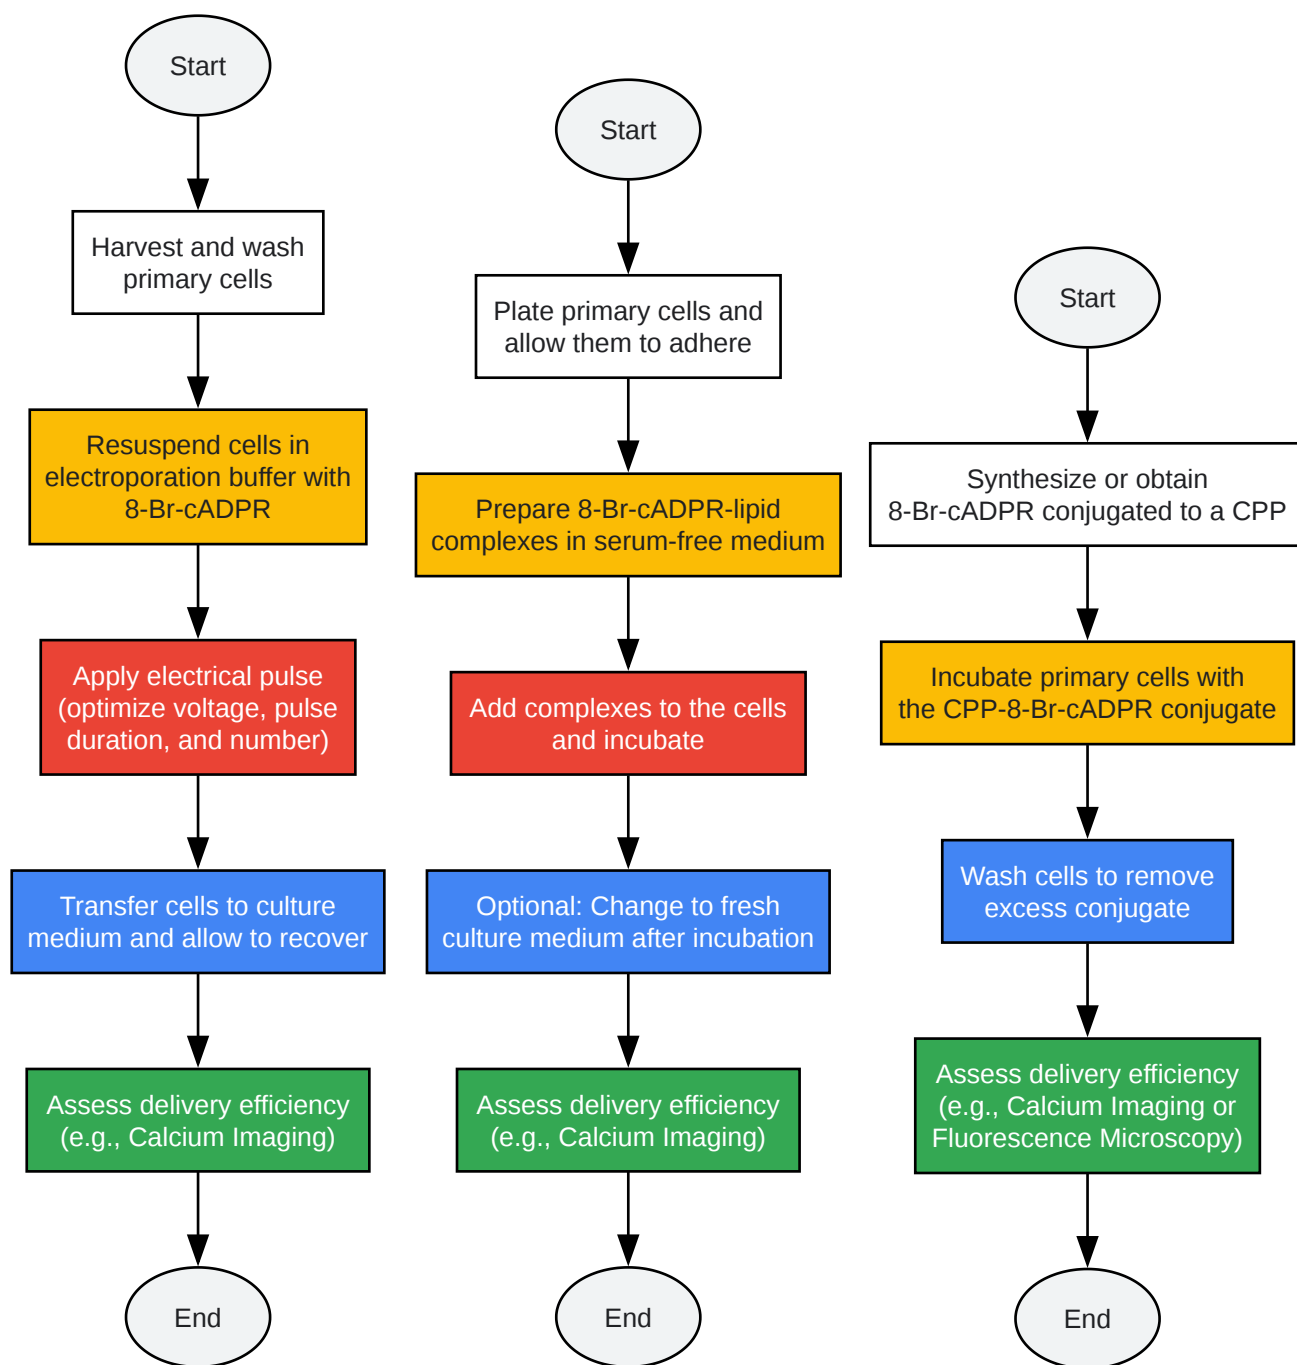 Start
Harvest and wash
primary cells
Resuspend cells in
electroporation buffer with
8-Br-cADPR
Apply electrical pulse
(optimize voltage, pulse
duration, and number)
Transfer cells to culture
medium and allow to recover
Assess delivery efficiency
(e.g., Calcium Imaging)
End
Start
Plate primary cells and
allow them to adhere
Prepare 8-Br-cADPR-lipid
complexes in serum-free medium
Add complexes to the cells
and incubate
Optional: Change to fresh
culture medium after incubation
Assess delivery efficiency
(e.g., Calcium Imaging)
End
Start
Synthesize or obtain
8-Br-cADPR conjugated to a CPP
Incubate primary cells with
the CPP-8-Br-cADPR conjugate
Wash cells to remove
excess conjugate
Assess delivery efficiency
(e.g., Calcium Imaging or
Fluorescence Microscopy)
End